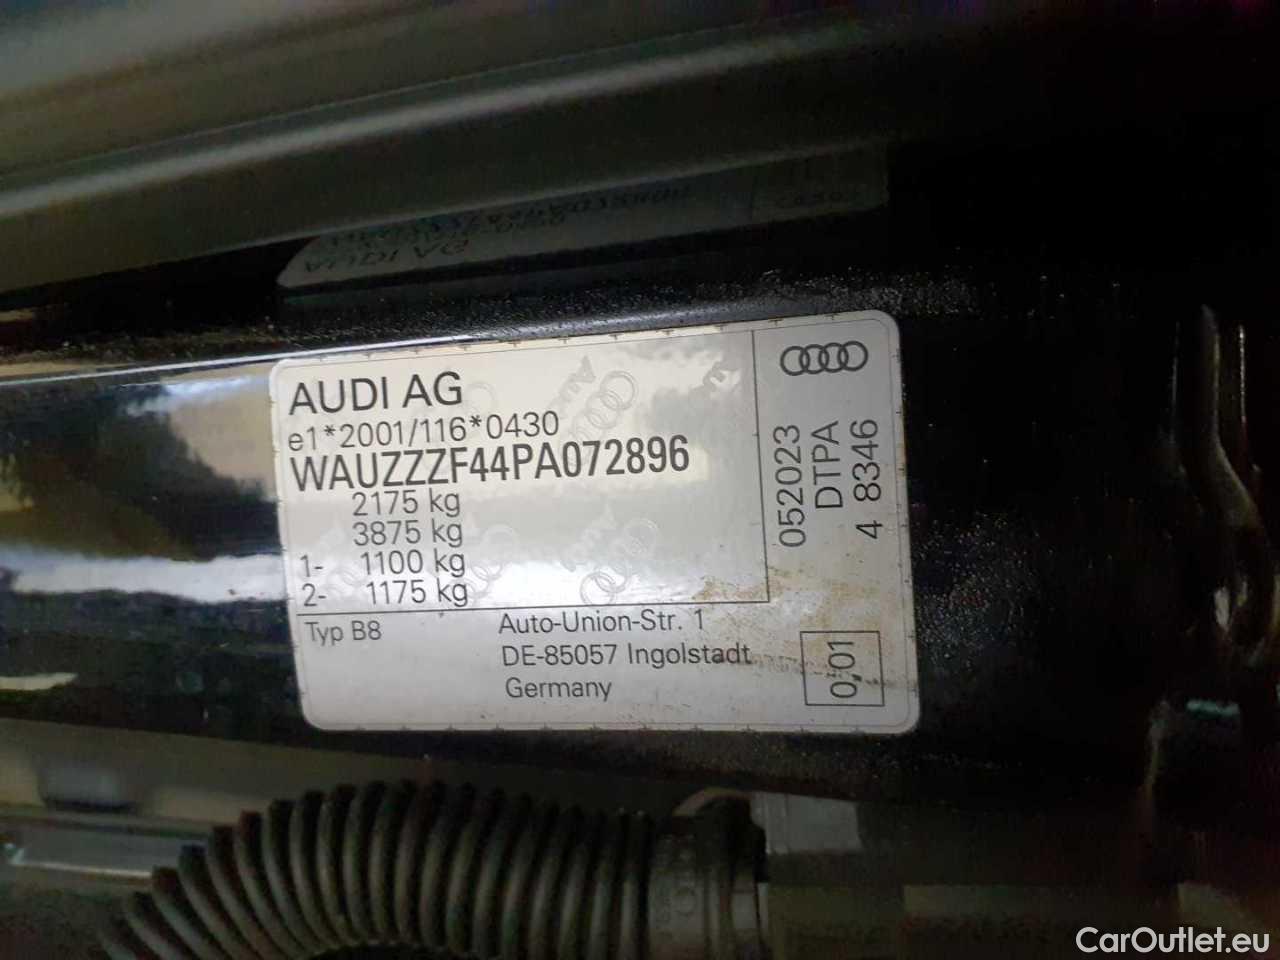 AUDI AG
e1*2001/116*0430
WAUZZZF44PA072896
2175 kg
3875 kg
1- 1100 kg
2- 1175 kg
Typ B8
Auto-Union-Str. 1
DE-85057 Ingolstadt
Germany
052023
DTPA
4 8346
0,01
CarOutlet.eu